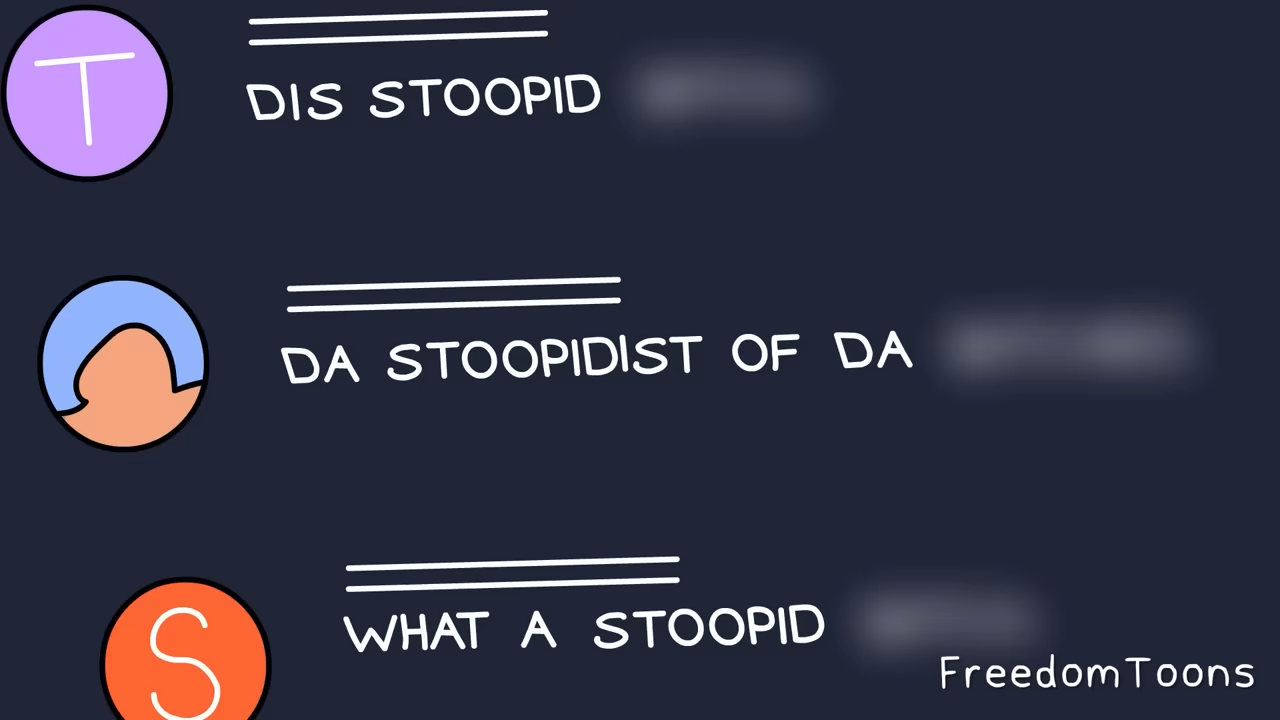 T
DIS STOOPID
DA STOOPIDIST OF DA
S
WHAT A STOOPID
FreedomToons